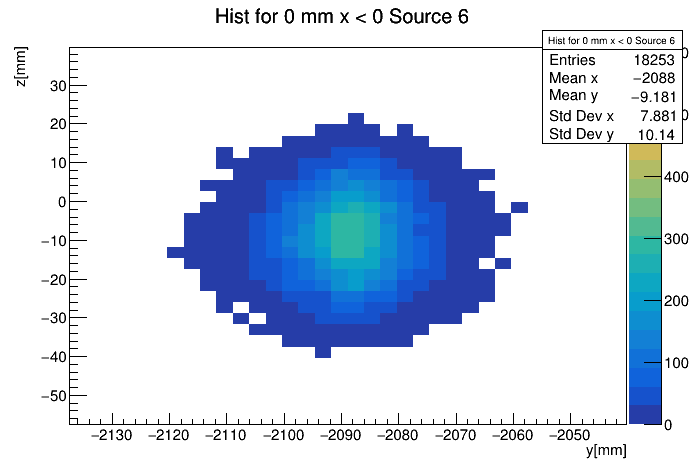 Hist for 0 mm x < 0 Source 6
z[mm]
Hist for 0 mm x < 0 Source 6
Entries 18253
Mean x −2088
Mean y −9.181
Std Dev x 7.881
Std Dev y 10.14
30
20
10
0
−10
−20
−30
−40
−50
0
0
400
300
200
100
0
−2130 −2120 −2110 −2100 −2090 −2080 −2070 −2060 −2050
y[mm]